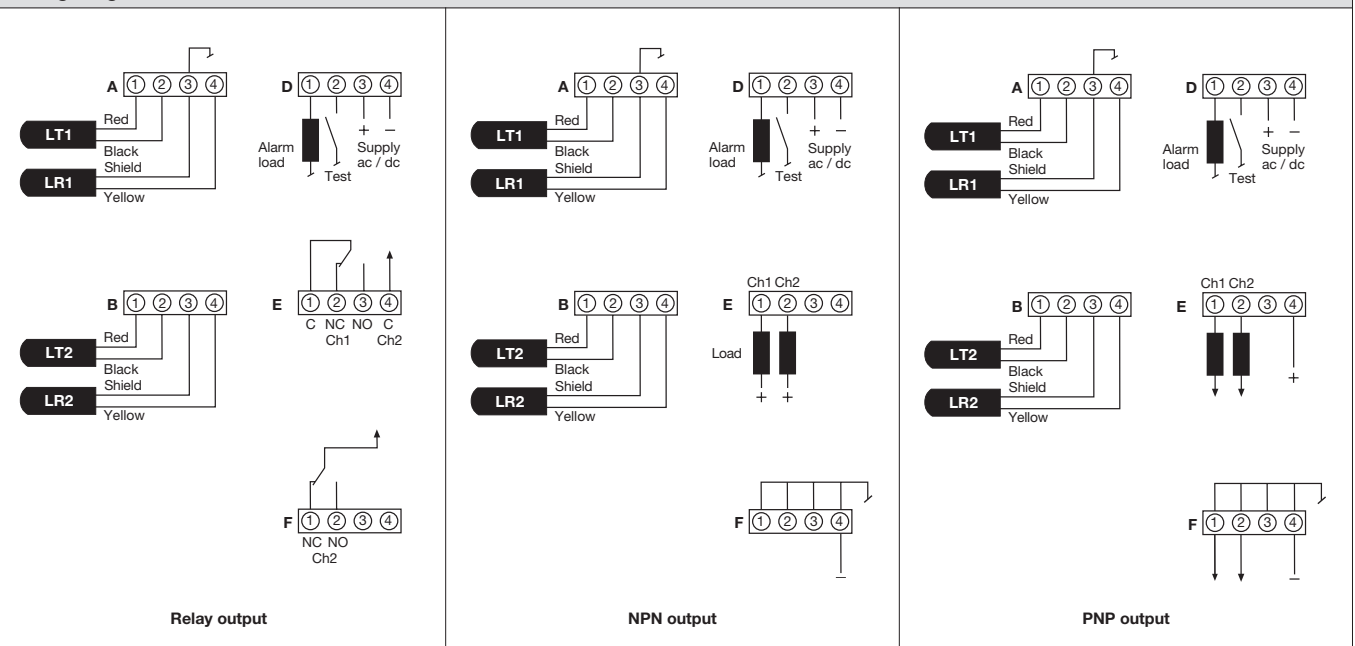 A 1 2 3 4
Red
LT1
Black
Shield
LR1
Yellow
D 1 2 3 4
Alarm load
Test
+ –
Supply ac / dc
B 1 2 3 4
Red
LT2
Black
Shield
LR2
Yellow
E 1 2 3 4
C NC NO C
Ch1 Ch2
F 1 2 3 4
NC NO
Ch2
Relay output
A 1 2 3 4
Red
LT1
Black
Shield
LR1
Yellow
D 1 2 3 4
Alarm load
Test
+ –
Supply ac / dc
B 1 2 3 4
Red
LT2
Black
Shield
LR2
Yellow
Ch1 Ch2
E 1 2 3 4
Load
+ +
F 1 2 3 4
–
NPN output
A 1 2 3 4
Red
LT1
Black
Shield
LR1
Yellow
D 1 2 3 4
Alarm load
Test
+ –
Supply ac / dc
B 1 2 3 4
Red
LT2
Black
Shield
LR2
Yellow
Ch1 Ch2
E 1 2 3 4
+
F 1 2 3 4
–
PNP output